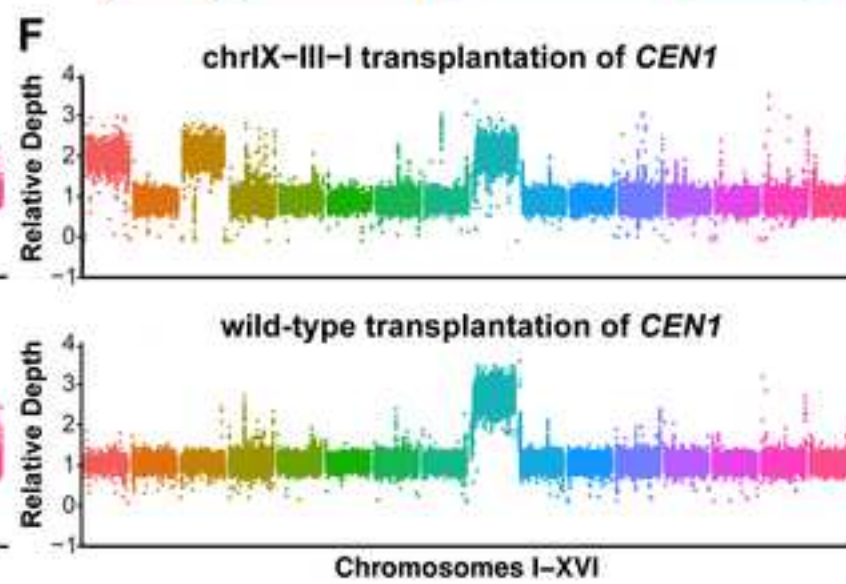 F
chrIX−III−I transplantation of CEN1
Relative Depth
4
3
2
1
0
−1
wild-type transplantation of CEN1
Relative Depth
4
3
2
1
0
−1
Chromosomes I−XVI